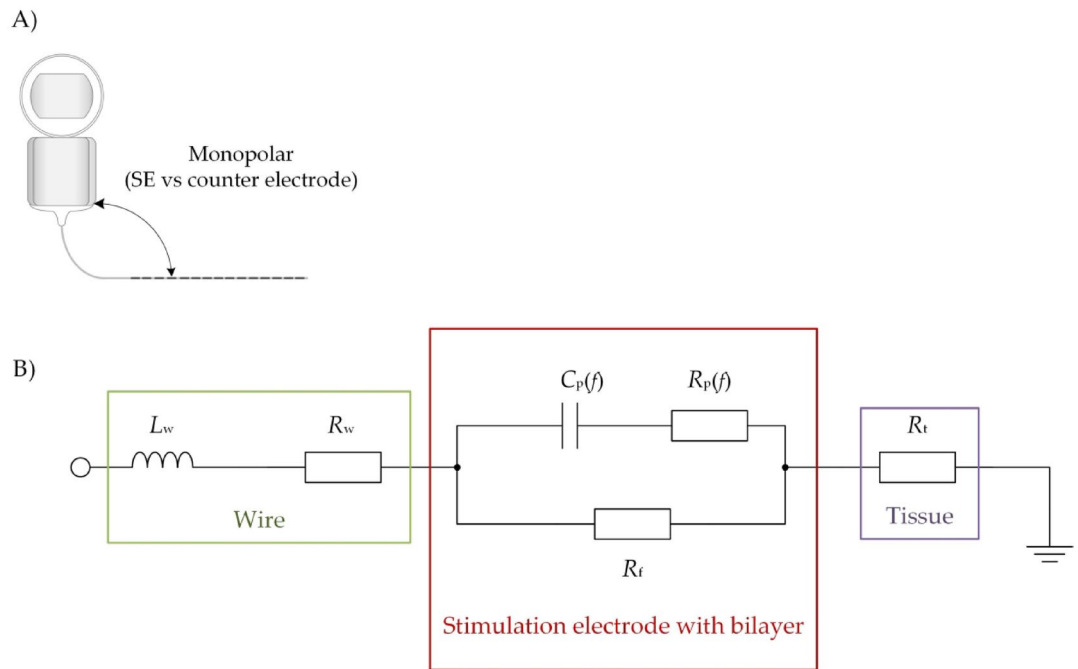 A)
Monopolar
(SE vs counter electrode)
B)
Cp(f)
Rp(f)
Lw
Rw
Rt
Wire
Tissue
Rf
Stimulation electrode with bilayer